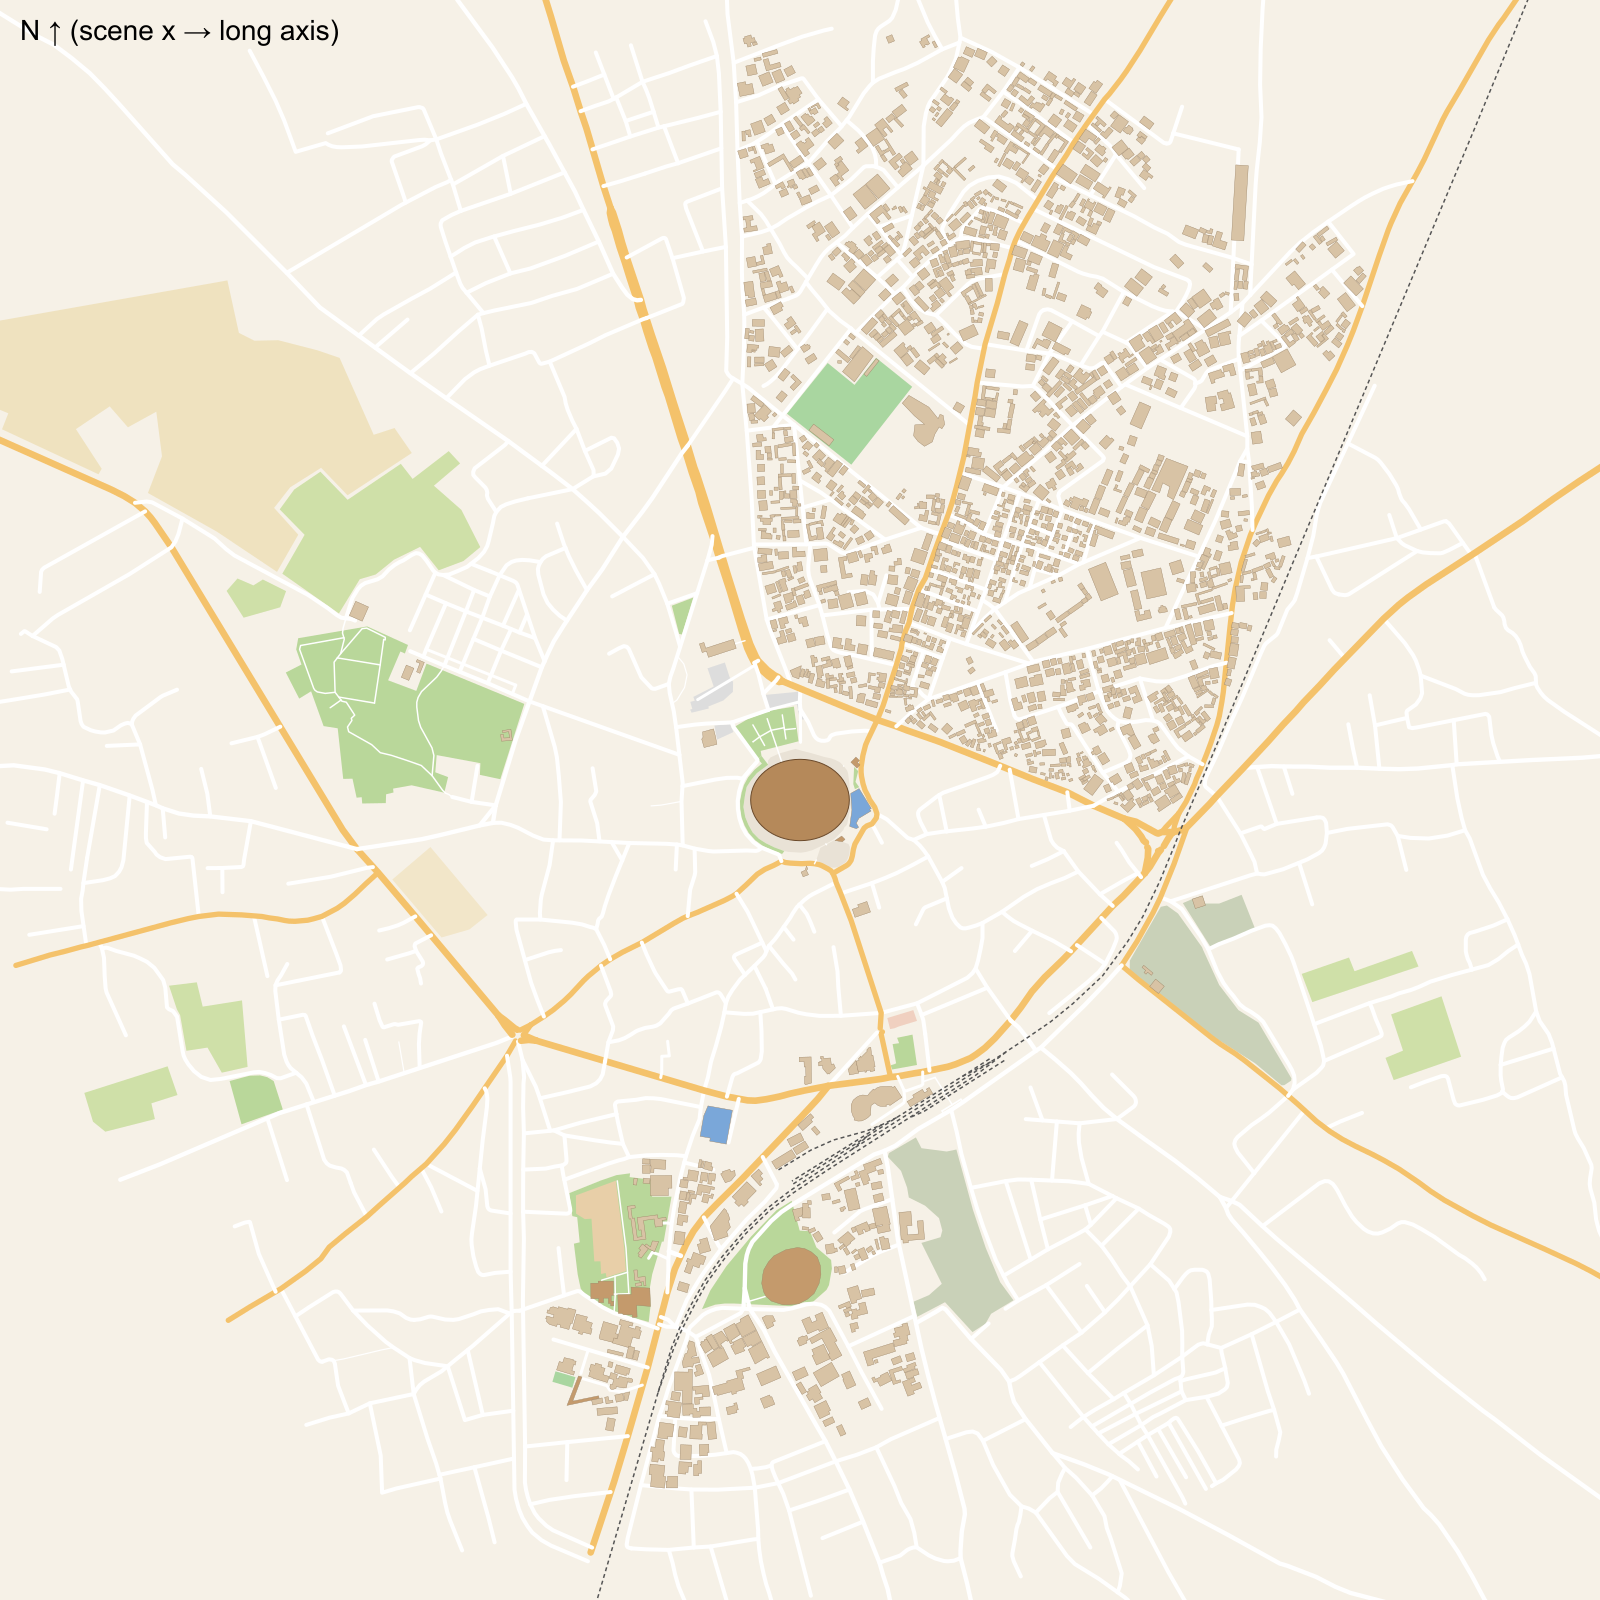 N ↑ (scene x → long axis)